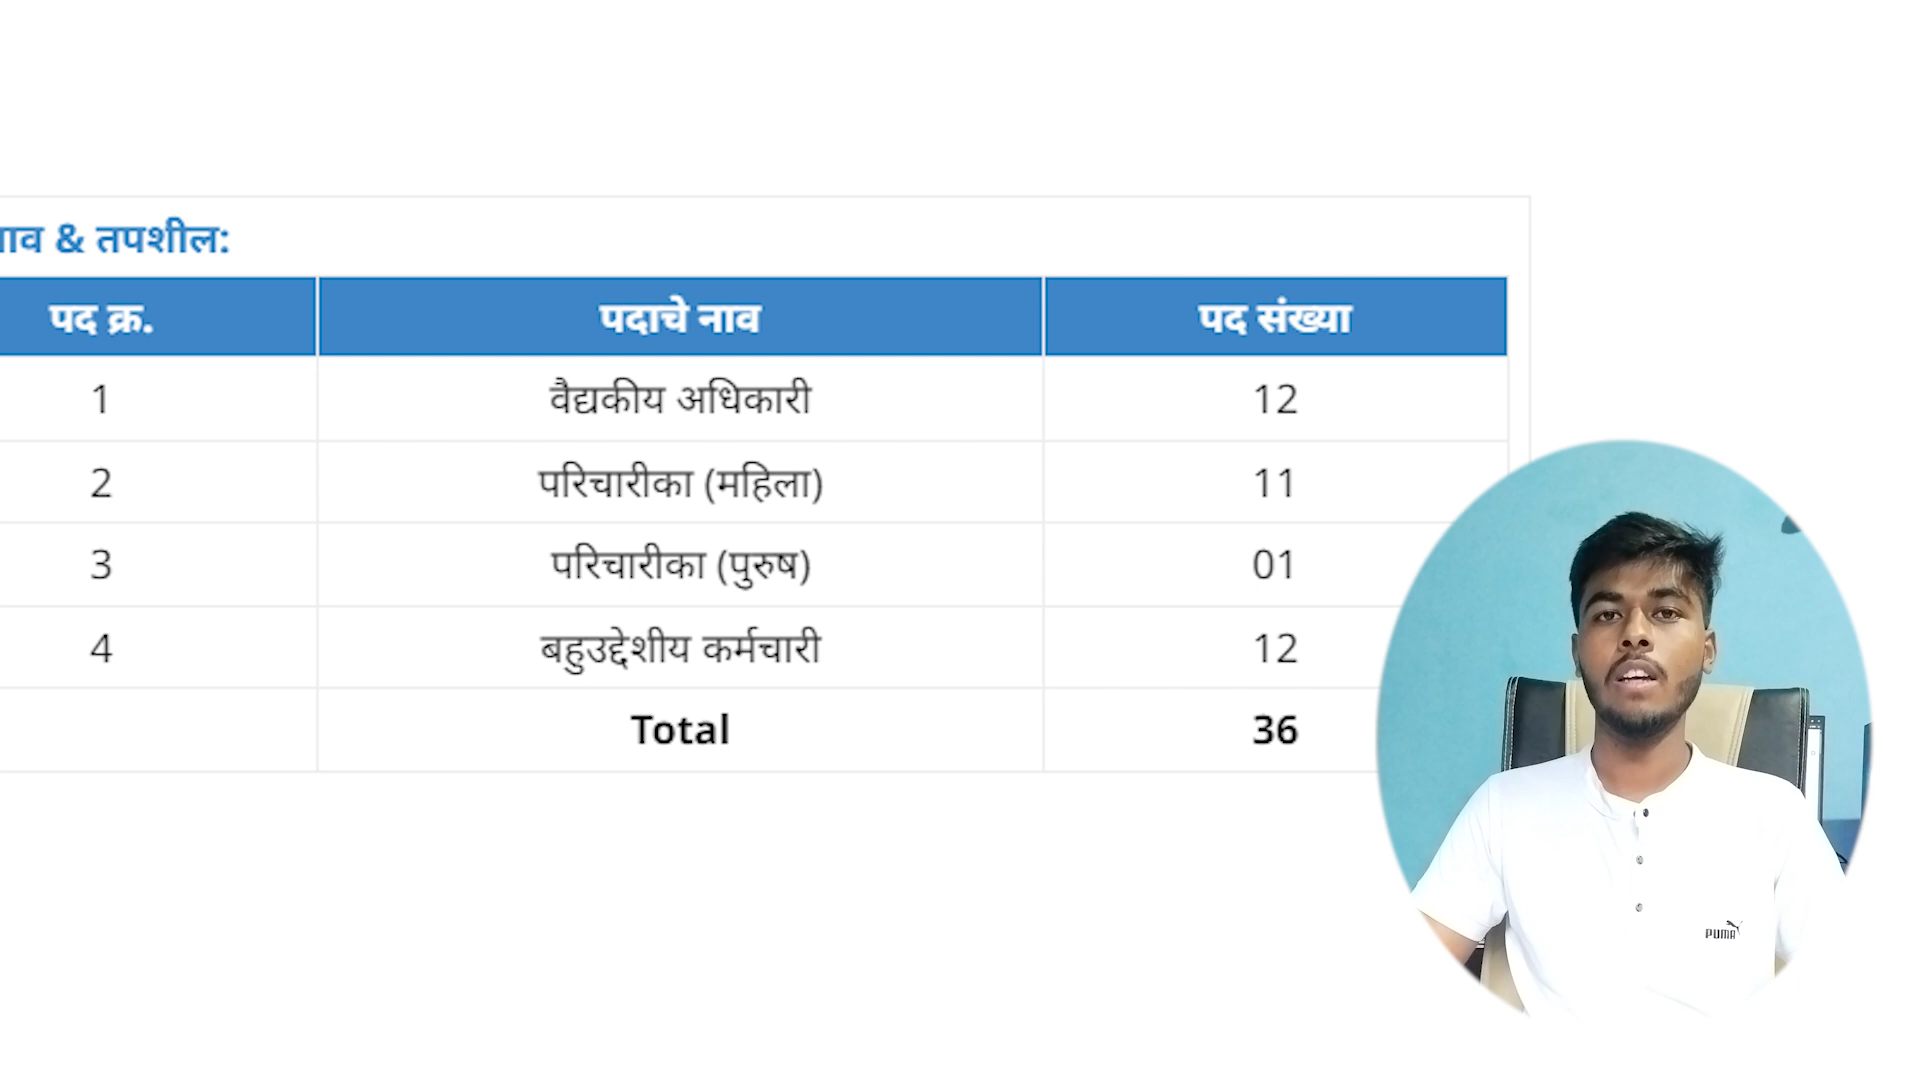 & तपशील:
पद क्र. पदाचे नाव पद संख्या
1 वैद्यकीय अधिकारी 12
2 परिचारीका (महिला) 11
3 परिचारीका (पुरुष) 01
4 बहुउद्देशीय कर्मचारी 12
Total 36
PUMA